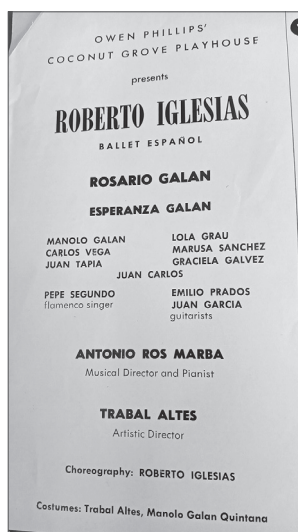 OWEN PHILLIPS'
COCONUT GROVE PLAYHOUSE
presents
ROBERTO IGLESIAS
BALLET ESPAÑOL
ROSARIO GALAN
ESPERANZA GALAN
MANOLO GALAN LOLA GRAU
CARLOS VEGA MARUSA SANCHEZ
JUAN TAPIA GRACIELA GALVEZ
JUAN CARLOS
PEPE SEGUNDO EMILIO PRADOS
flamenco singer JUAN GARCIA
guitarists
ANTONIO ROS MARBA
Musical Director and Pianist
TRABAL ALTES
Artistic Director
Choreography: ROBERTO IGLESIAS
Costumes: Trabal Altes, Manolo Galan Quintana